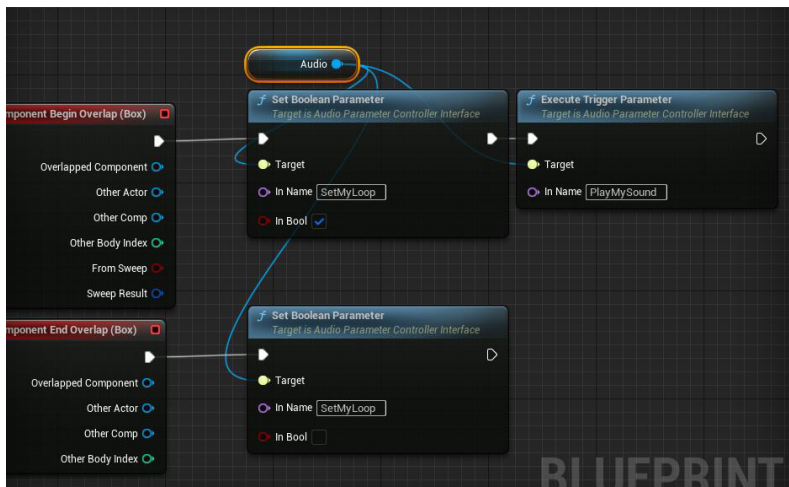 Audio
mponent Begin Overlap (Box)
Overlapped Component
Other Actor
Other Comp
Other Body Index
From Sweep
Sweep Result
f Set Boolean Parameter
Target is Audio Parameter Controller Interface
Target
In Name SetMyLoop
In Bool
f Execute Trigger Parameter
Target is Audio Parameter Controller Interface
Target
In Name PlayMySound
mponent End Overlap (Box)
Overlapped Component
Other Actor
Other Comp
Other Body Index
f Set Boolean Parameter
Target is Audio Parameter Controller Interface
Target
In Name SetMyLoop
In Bool
BLUEPRINT